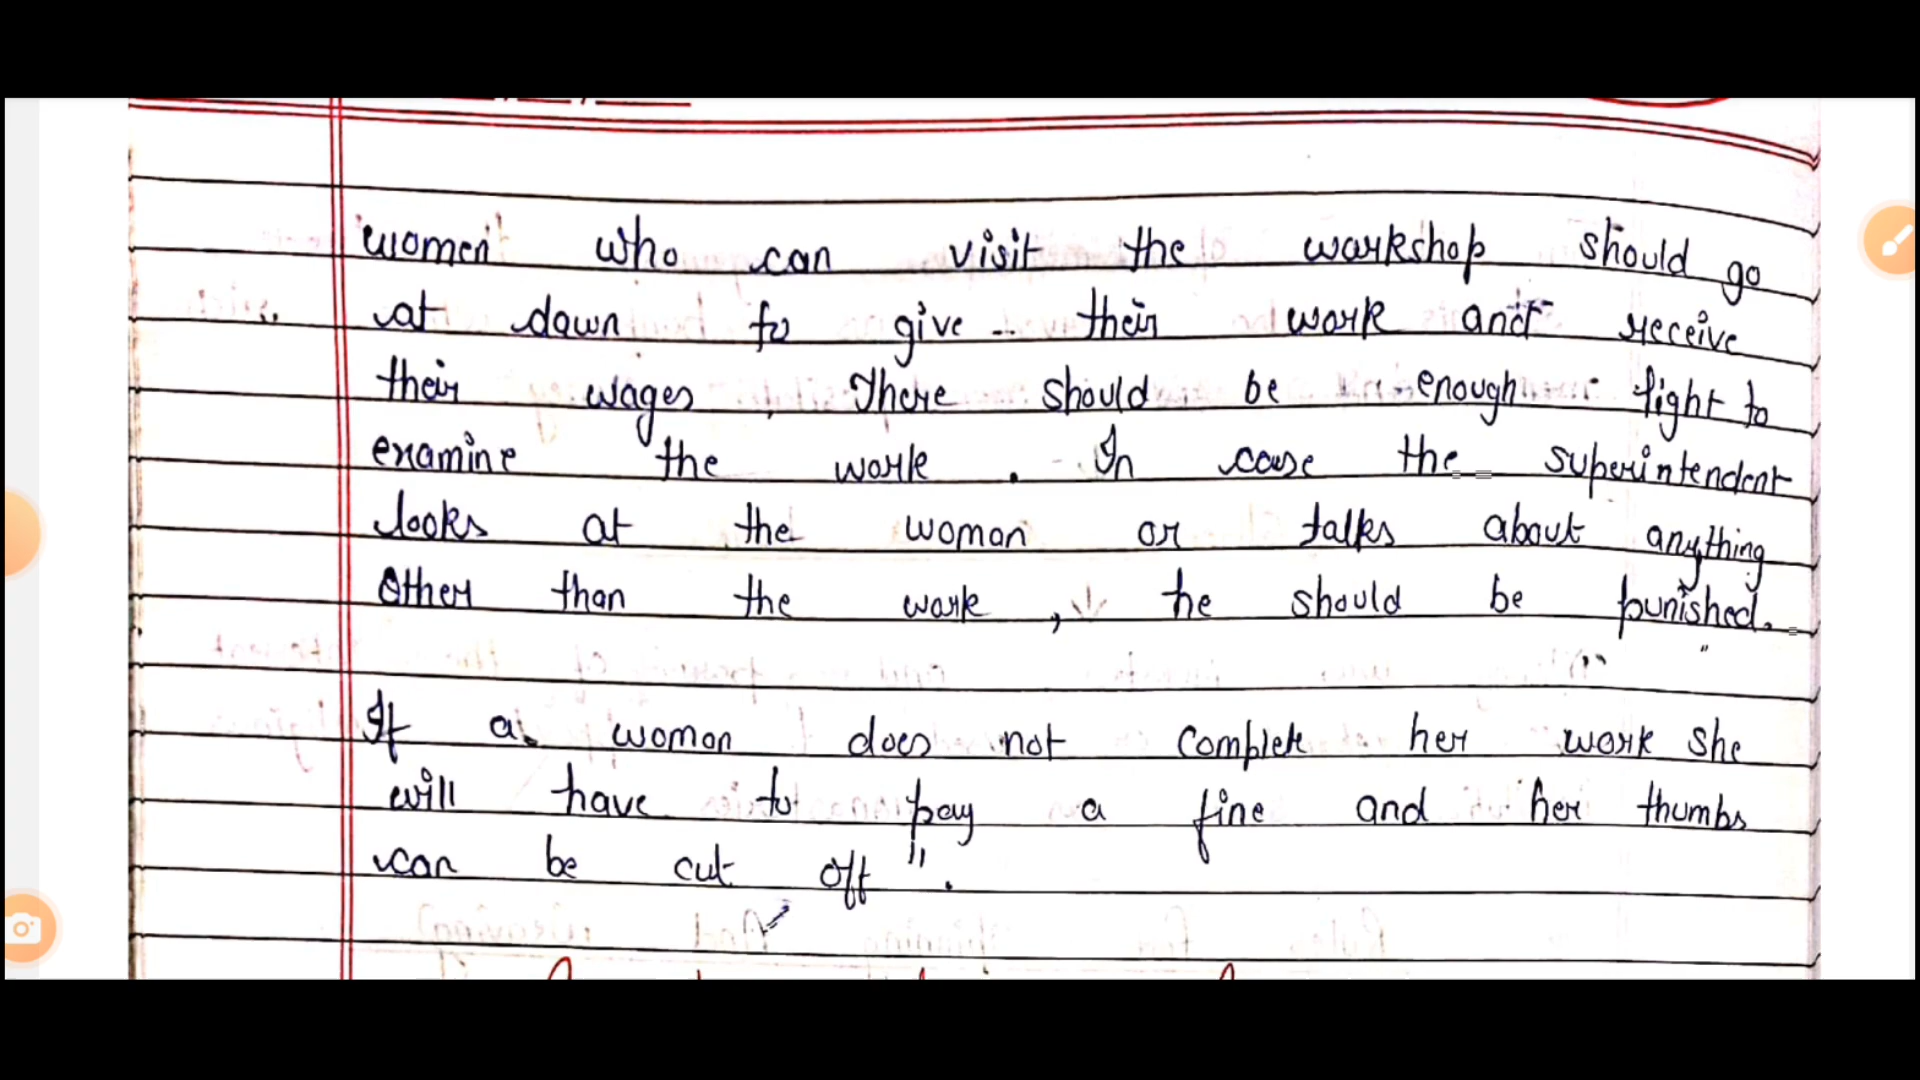 women who can visit the workshop should go
at dawn to give their work and receive
their wages. There should be enough light to
examine the work. In case the superintendent
looks at the woman or talks about anything
other than the work, he should be punished.
If a woman does not complete her work she
will have to pay a fine and her thumbs
can be cut off".